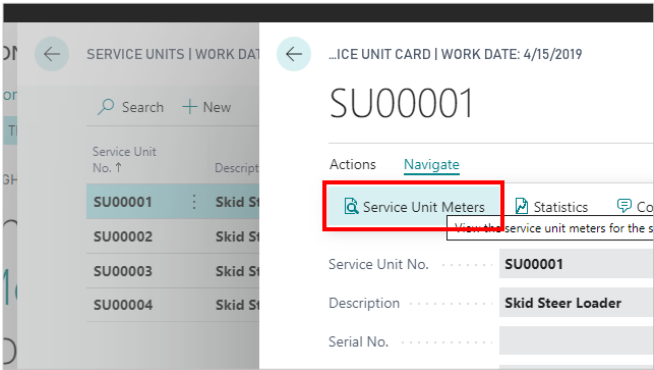 SERVICE UNITS | WORK DAT
Search + New
Service Unit
No. ↑
Descript
SU00001 Skid St
SU00002 Skid St
SU00003 Skid St
SU00004 Skid St
...ICE UNIT CARD | WORK DATE: 4/15/2019
SU00001
Actions Navigate
Service Unit Meters Statistics Co
View the service unit meters for the s
Service Unit No. SU00001
Description Skid Steer Loader
Serial No.